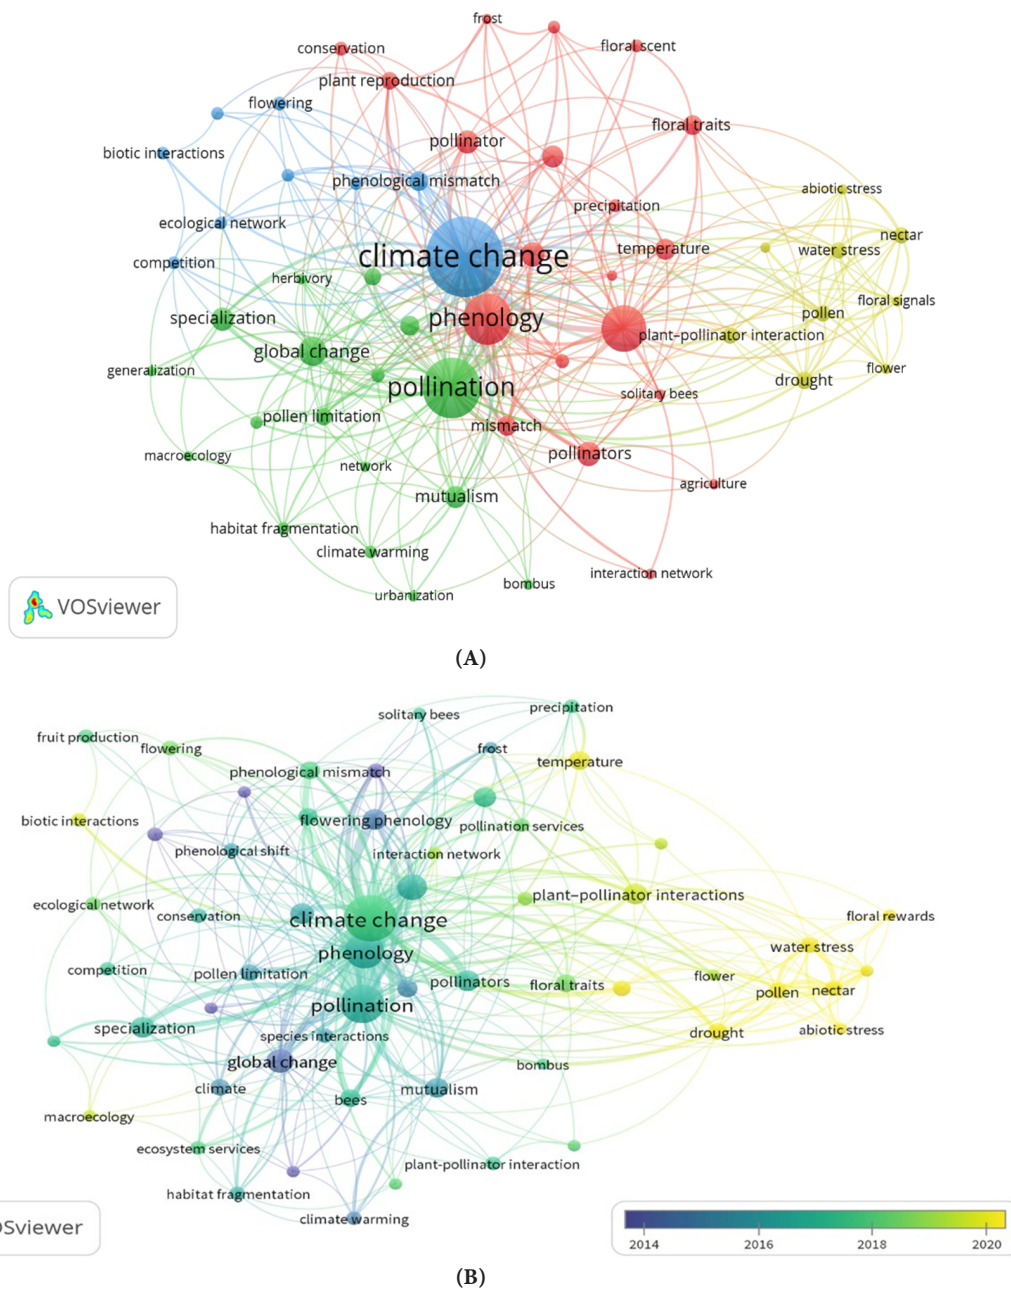 frost
conservation
floral scent
plant reproduction
flowering
floral traits
pollinator
biotic interactions
phenological mismatch
abiotic stress
precipitation
ecological network
nectar
temperature
water stress
climate change
competition
herbivory
floral signals
specialization
phenology
pollen
plant–pollinator interaction
global change
generalization
flower
drought
pollination
solitary bees
pollen limitation
mismatch
macroecology
pollinators
network
agriculture
mutualism
habitat fragmentation
climate warming
interaction network
bombus
urbanization
VOSviewer
(A)
precipitation
solitary bees
fruit production
flowering
frost
temperature
phenological mismatch
biotic interactions
flowering phenology
pollination services
phenological shift
interaction network
plant–pollinator interactions
ecological network
conservation
climate change
floral rewards
water stress
phenology
competition
pollen limitation
pollinators
floral traits
flower
pollen
nectar
pollination
specialization
species interactions
drought
abiotic stress
global change
bombus
climate
mutualism
bees
macroecology
ecosystem services
plant-pollinator interaction
habitat fragmentation
climate warming
OSviewer
2014
2016
2018
2020
(B)